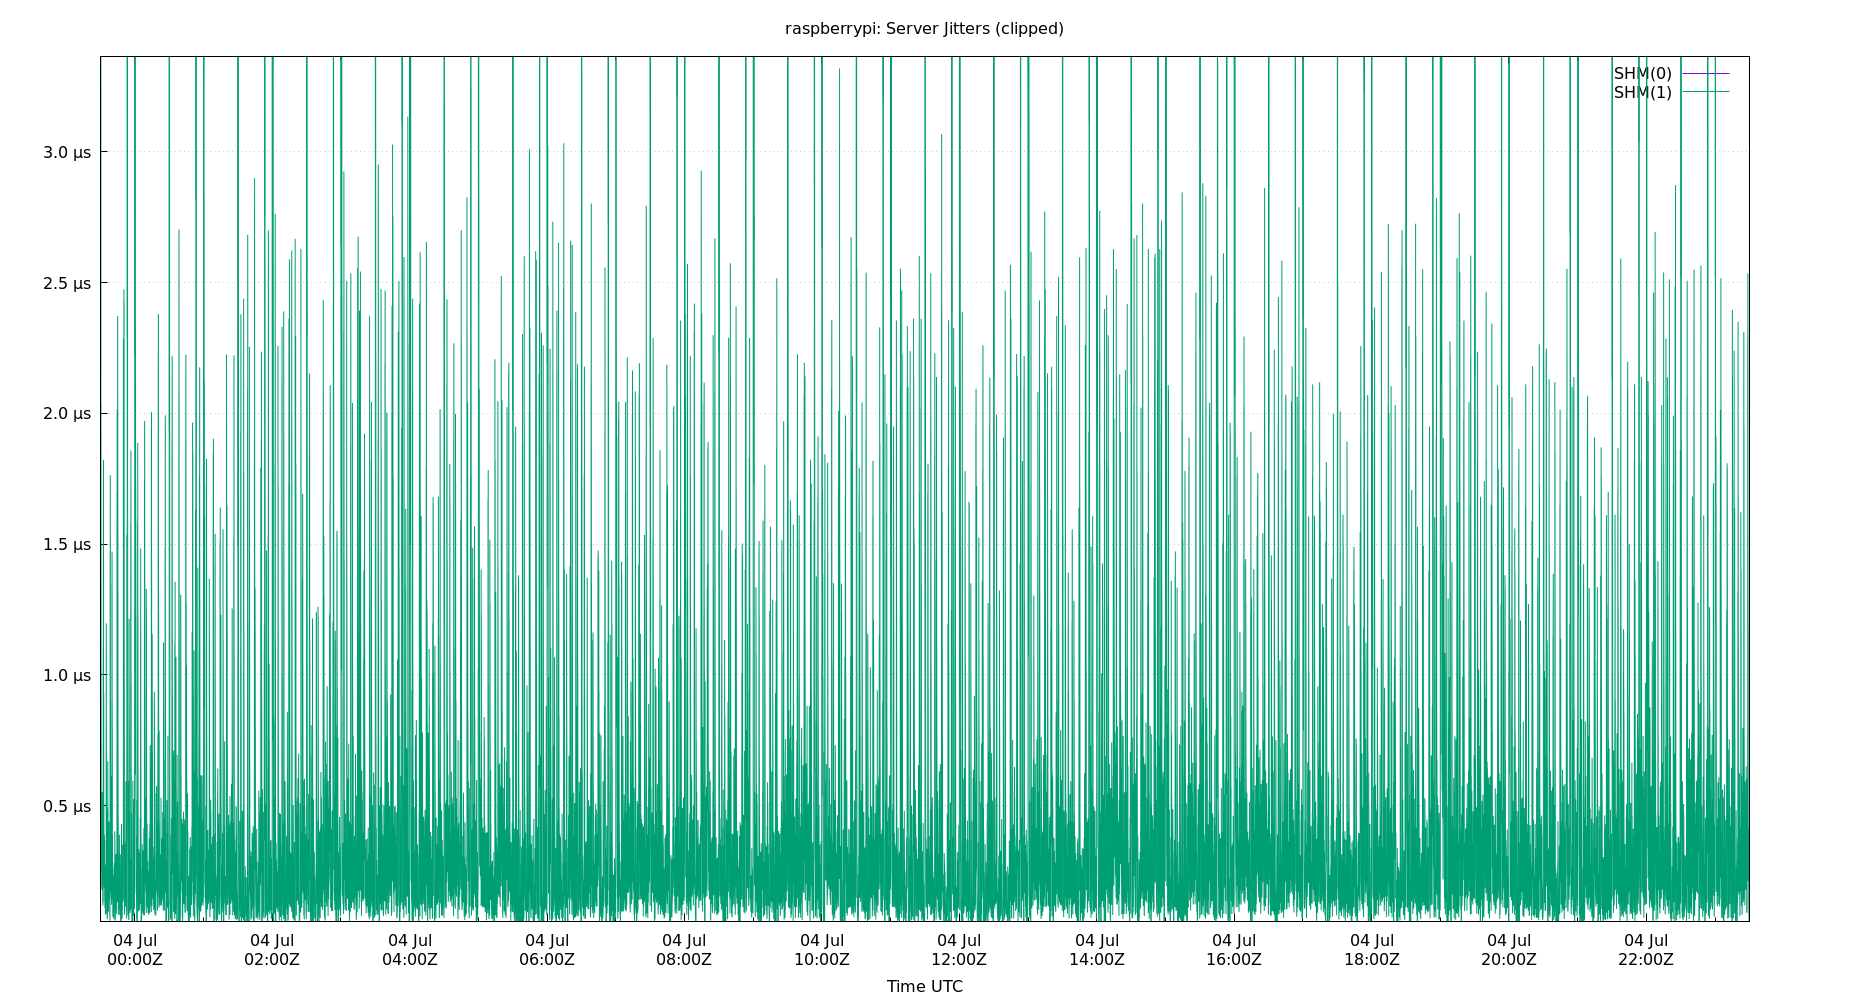 raspberrypi: Server Jitters (clipped)
SHM(0)
SHM(1)
3.0 µs
2.5 µs
2.0 µs
1.5 µs
1.0 µs
0.5 µs
04 Jul 04 Jul 04 Jul 04 Jul 04 Jul 04 Jul 04 Jul 04 Jul 04 Jul 04 Jul 04 Jul 04 Jul
00:00Z 02:00Z 04:00Z 06:00Z 08:00Z 10:00Z 12:00Z 14:00Z 16:00Z 18:00Z 20:00Z 22:00Z
Time UTC